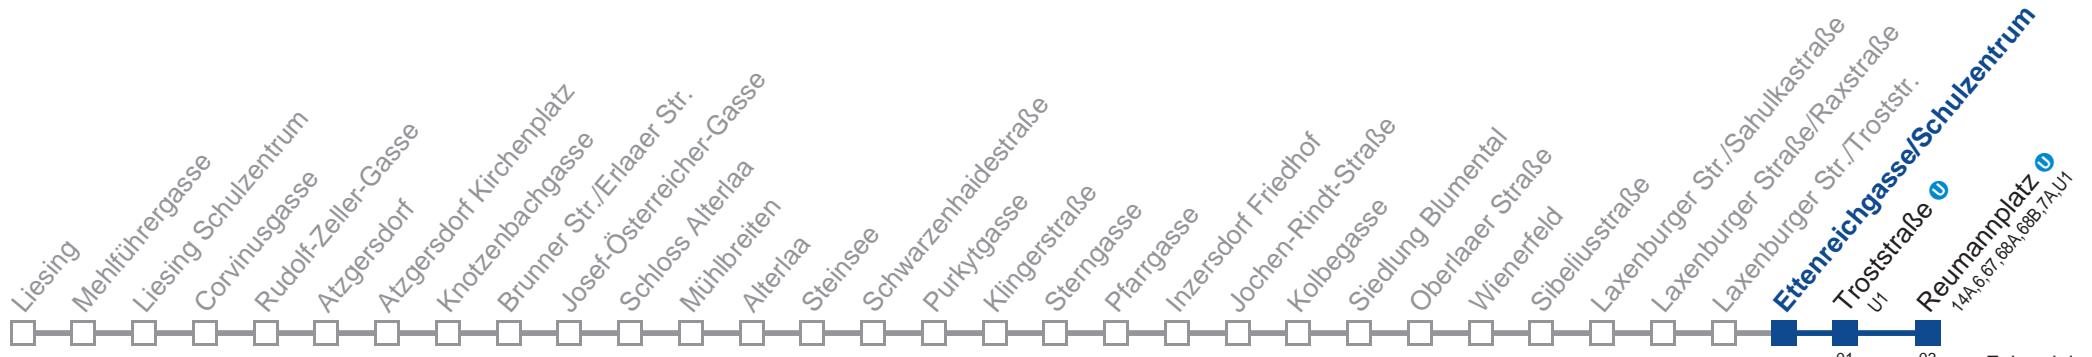 Liesing
Mehlführergasse
Liesing Schulzentrum
Corvinusgasse
Rudolf-Zeller-Gasse
Atzgersdorf
Atzgersdorf Kirchenplatz
Knotzenbachgasse
Brunner Str./Erlaaer Str.
Josef-Österreicher-Gasse
Schloss Alterlaa
Mühlbreiten
Alterlaa
Steinsee
Schwarzenhaidestraße
Purkytgasse
Klingerstraße
Sterngasse
Pfarrgasse
Inzersdorf Friedhof
Jochen-Rindt-Straße
Kolbegasse
Siedlung Blumental
Oberlaaer Straße
Wienerfeld
Sibeliusstraße
Laxenburger Str./Sahulkastraße
Laxenburger Straße/Raxstraße
Laxenburger Str./Troststr.
Ettenreichgasse/Schulzentrum
Troststraße U
U1
Reumannplatz U
14A,6,67,68A,68B,7A,U1